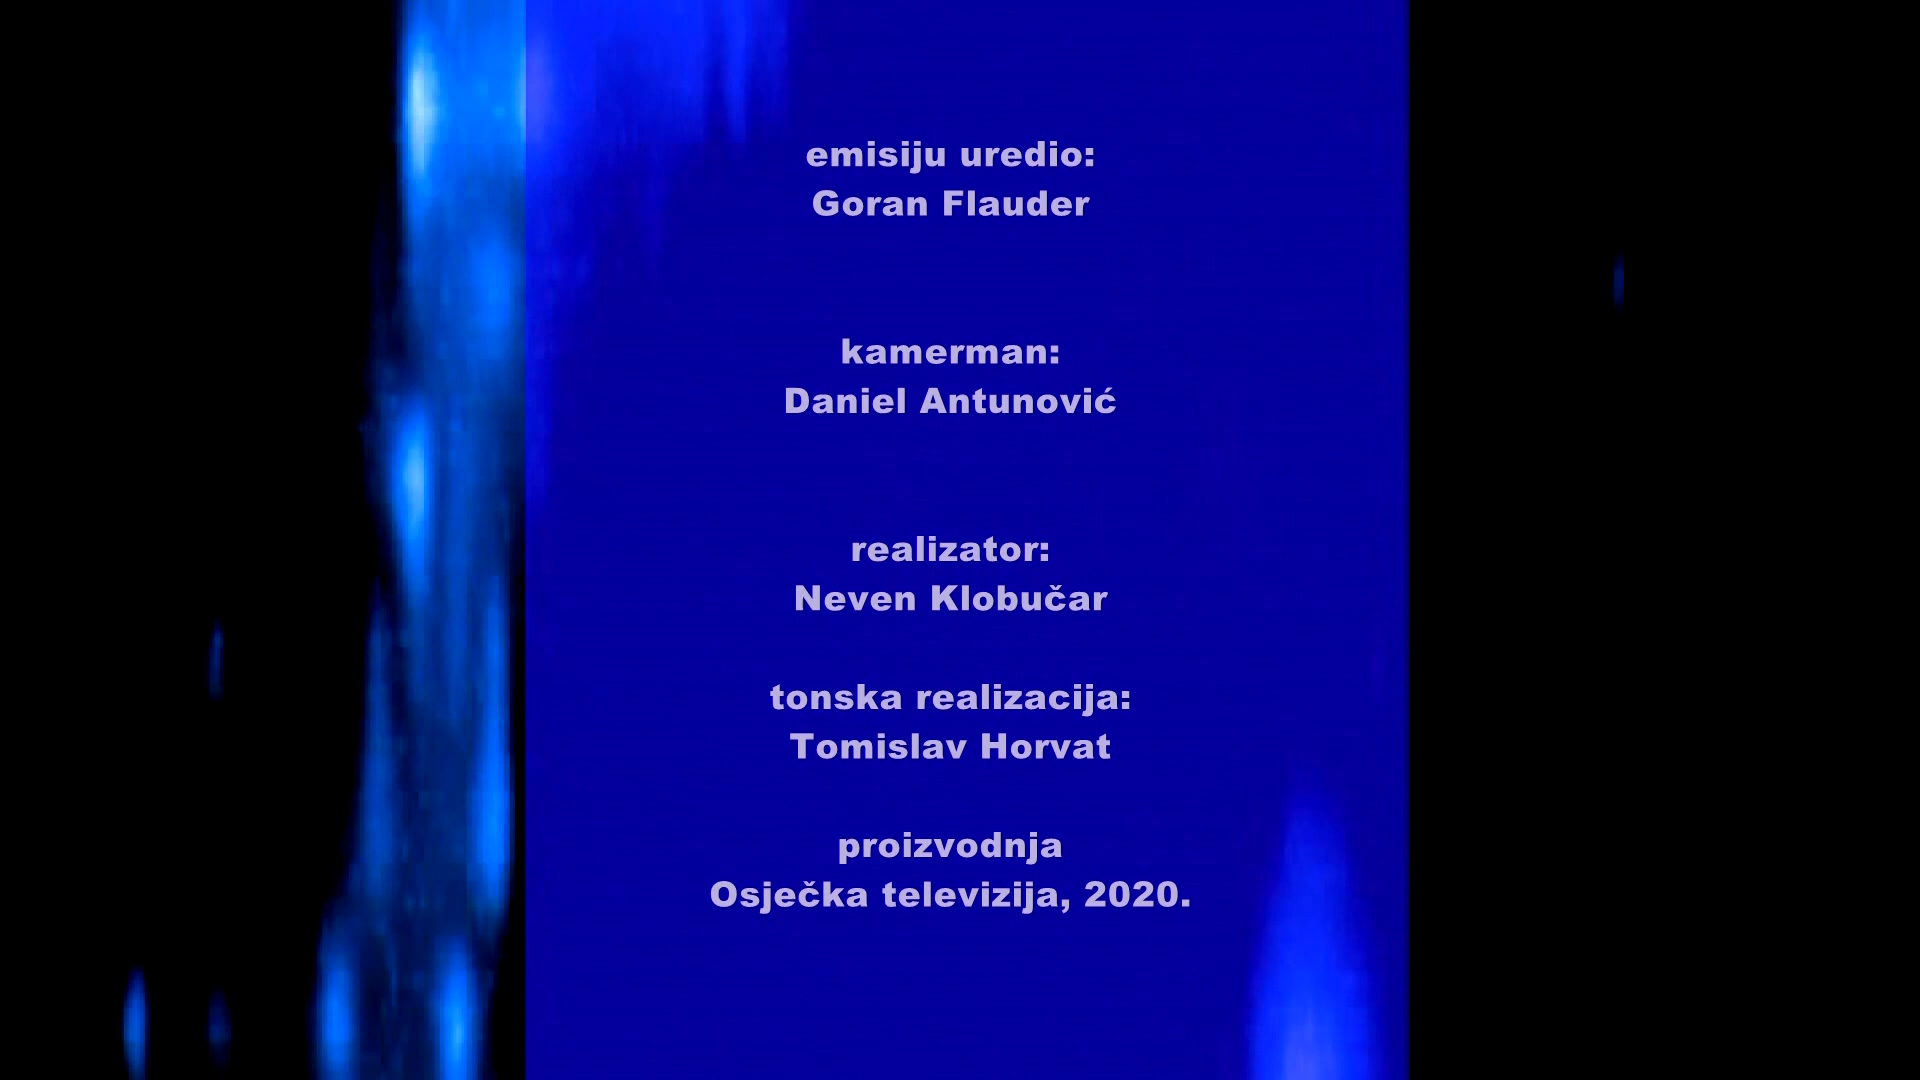 emisiju uredio:
Goran Flauder
kamerman:
Daniel Antunović
realizator:
Neven Klobučar
tonska realizacija:
Tomislav Horvat
proizvodnja
Osječka televizija, 2020.